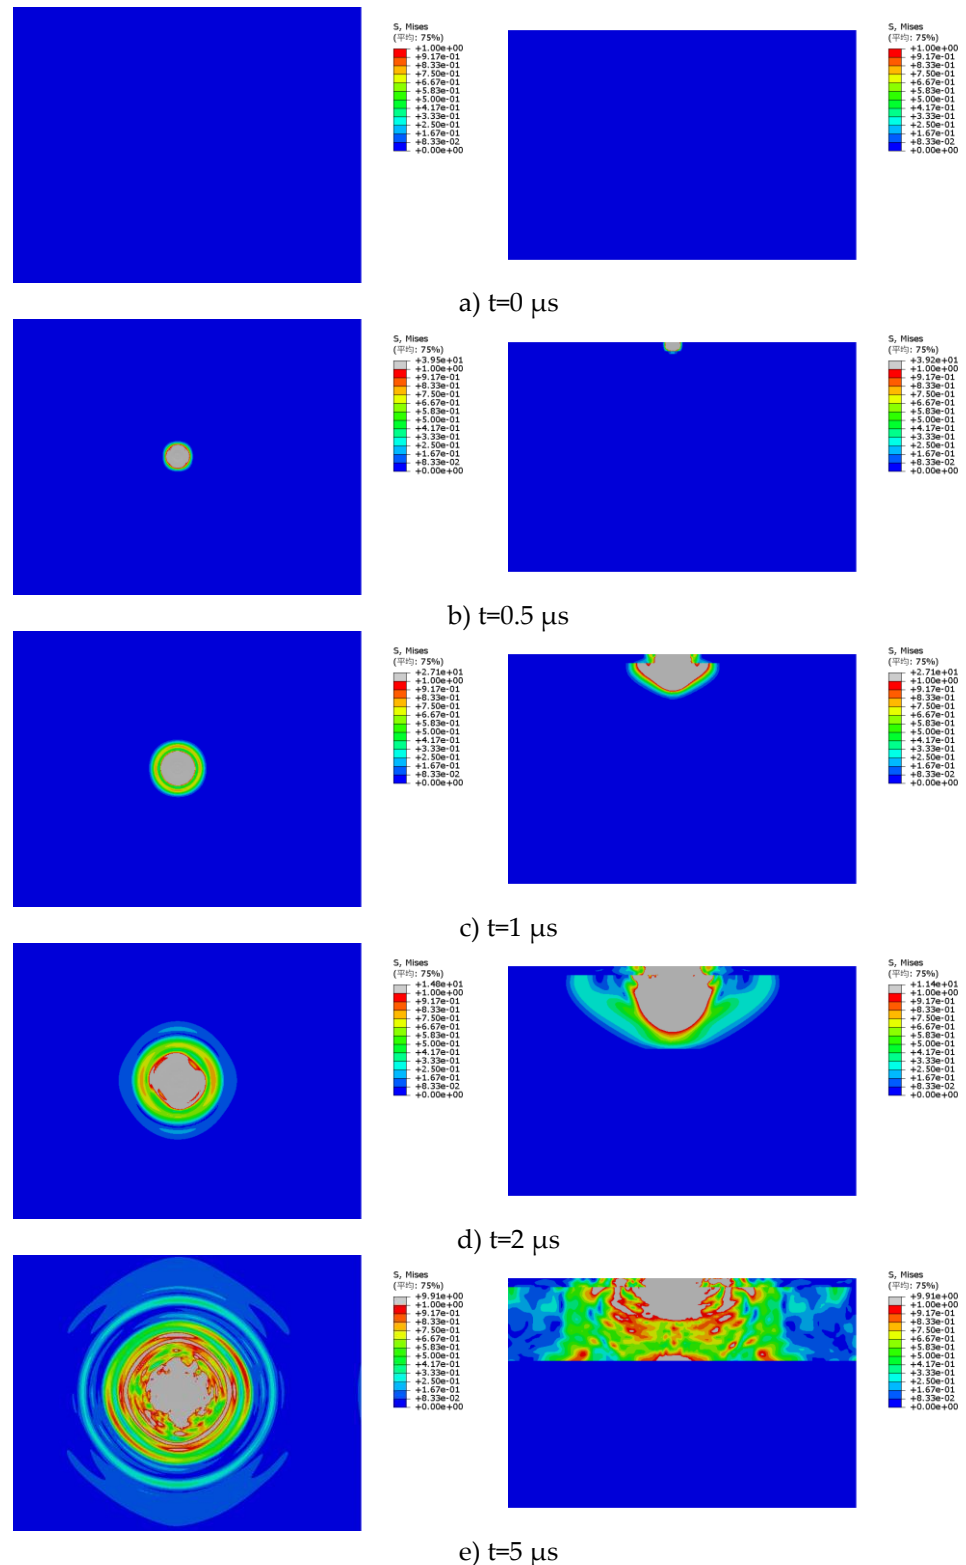 S, Mises
(平均: 75%)
+1.00e+00
+9.17e-01
+8.33e-01
+7.50e-01
+6.67e-01
+5.83e-01
+5.00e-01
+4.17e-01
+3.33e-01
+2.50e-01
+1.67e-01
+8.33e-02
+0.00e+00
S, Mises
(平均: 75%)
+1.00e+00
+9.17e-01
+8.33e-01
+7.50e-01
+6.67e-01
+5.83e-01
+5.00e-01
+4.17e-01
+3.33e-01
+2.50e-01
+1.67e-01
+8.33e-02
+0.00e+00
a) t=0 μs
S, Mises
(平均: 75%)
+3.95e+01
+1.00e+00
+9.17e-01
+8.33e-01
+7.50e-01
+6.67e-01
+5.83e-01
+5.00e-01
+4.17e-01
+3.33e-01
+2.50e-01
+1.67e-01
+8.33e-02
+0.00e+00
S, Mises
(平均: 75%)
+3.92e+01
+1.00e+00
+9.17e-01
+8.33e-01
+7.50e-01
+6.67e-01
+5.83e-01
+5.00e-01
+4.17e-01
+3.33e-01
+2.50e-01
+1.67e-01
+8.33e-02
+0.00e+00
b) t=0.5 μs
S, Mises
(平均: 75%)
+2.71e+01
+1.00e+00
+9.17e-01
+8.33e-01
+7.50e-01
+6.67e-01
+5.83e-01
+5.00e-01
+4.17e-01
+3.33e-01
+2.50e-01
+1.67e-01
+8.33e-02
+0.00e+00
S, Mises
(平均: 75%)
+2.71e+01
+1.00e+00
+9.17e-01
+8.33e-01
+7.50e-01
+6.67e-01
+5.83e-01
+5.00e-01
+4.17e-01
+3.33e-01
+2.50e-01
+1.67e-01
+8.33e-02
+0.00e+00
c) t=1 μs
S, Mises
(平均: 75%)
+1.48e+01
+1.00e+00
+9.17e-01
+8.33e-01
+7.50e-01
+6.67e-01
+5.83e-01
+5.00e-01
+4.17e-01
+3.33e-01
+2.50e-01
+1.67e-01
+8.33e-02
+0.00e+00
S, Mises
(平均: 75%)
+1.14e+01
+1.00e+00
+9.17e-01
+8.33e-01
+7.50e-01
+6.67e-01
+5.83e-01
+5.00e-01
+4.17e-01
+3.33e-01
+2.50e-01
+1.67e-01
+8.33e-02
+0.00e+00
d) t=2 μs
S, Mises
(平均: 75%)
+9.91e+00
+1.00e+00
+9.17e-01
+8.33e-01
+7.50e-01
+6.67e-01
+5.83e-01
+5.00e-01
+4.17e-01
+3.33e-01
+2.50e-01
+1.67e-01
+8.33e-02
+0.00e+00
S, Mises
(平均: 75%)
+9.91e+00
+1.00e+00
+9.17e-01
+8.33e-01
+7.50e-01
+6.67e-01
+5.83e-01
+5.00e-01
+4.17e-01
+3.33e-01
+2.50e-01
+1.67e-01
+8.33e-02
+0.00e+00
e) t=5 μs